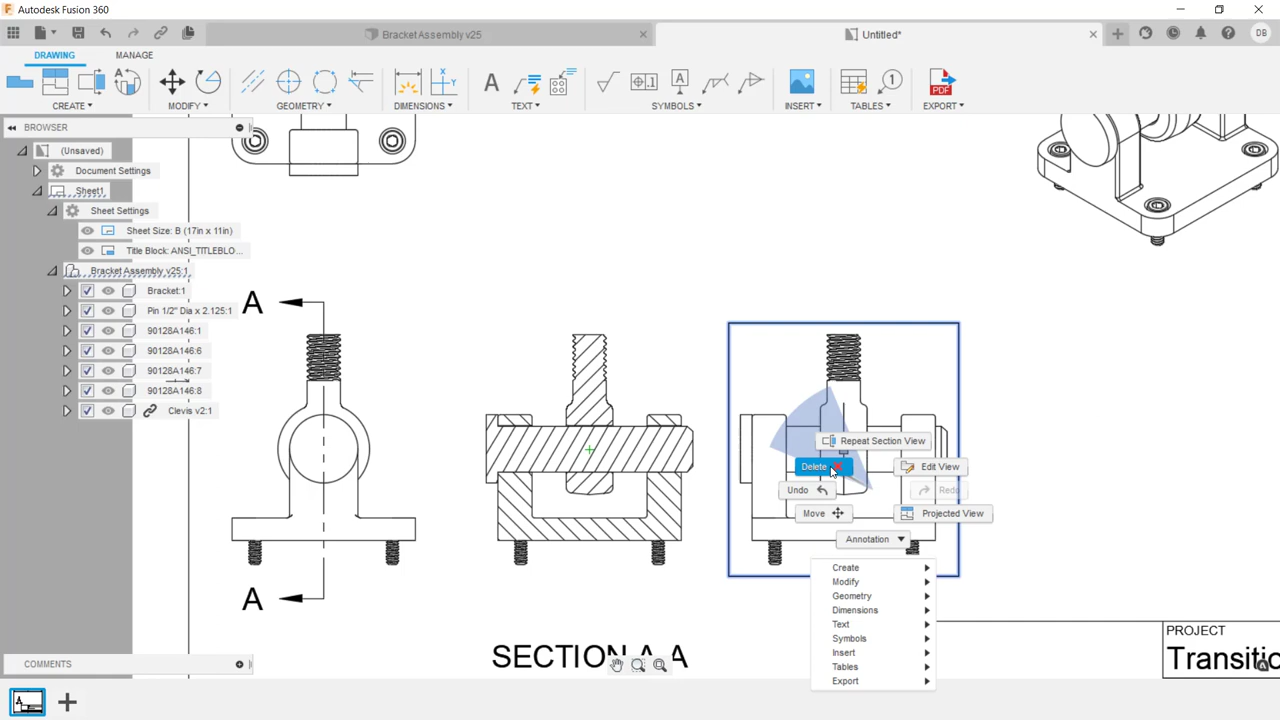 Autodesk Fusion 360
Bracket Assembly v25
Untitled*
DB
DRAWING
MANAGE
CREATE
MODIFY
GEOMETRY
DIMENSIONS
TEXT
SYMBOLS
INSERT
TABLES
EXPORT
BROWSER
(Unsaved)
Document Settings
Sheet1
Sheet Settings
Sheet Size: B (17in x 11in)
Title Block: ANSI_TITLEBLO...
Bracket Assembly v25:1
Bracket:1
Pin 1/2" Dia x 2.125:1
90128A146:1
90128A146:6
90128A146:7
90128A146:8
Clevis v2:1
A
A
Repeat Section View
Delete
Edit View
Undo
Redo
Move
Projected View
Annotation
Create
Modify
Geometry
Dimensions
Text
Symbols
Insert
Tables
Export
SECTION A-A
PROJECT
Transitio
COMMENTS